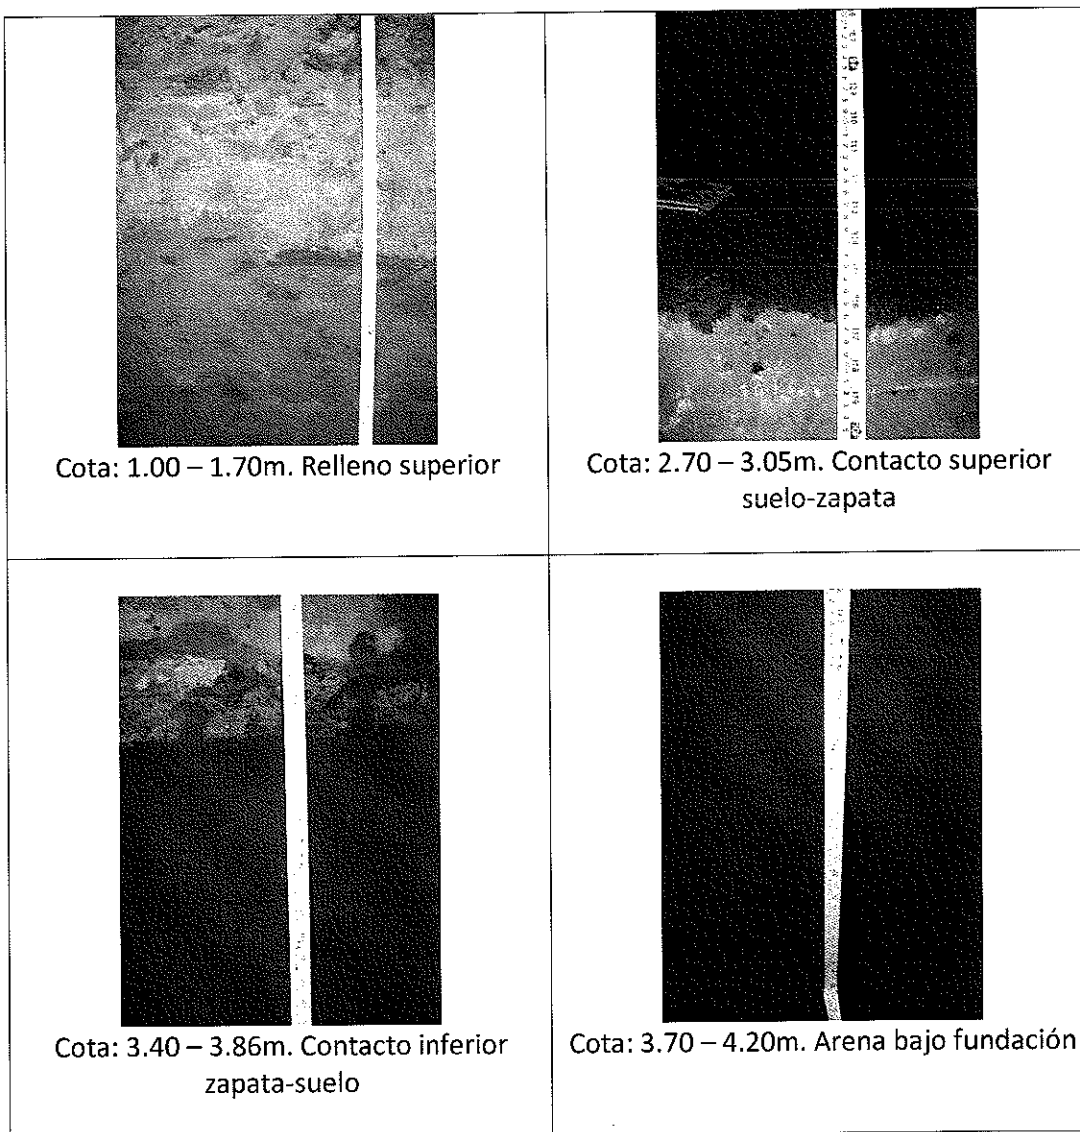 Cota: 1.00 – 1.70m. Relleno superior
Cota: 2.70 – 3.05m. Contacto superior
suelo-zapata
Cota: 3.40 – 3.86m. Contacto inferior
zapata-suelo
Cota: 3.70 – 4.20m. Arena bajo fundación